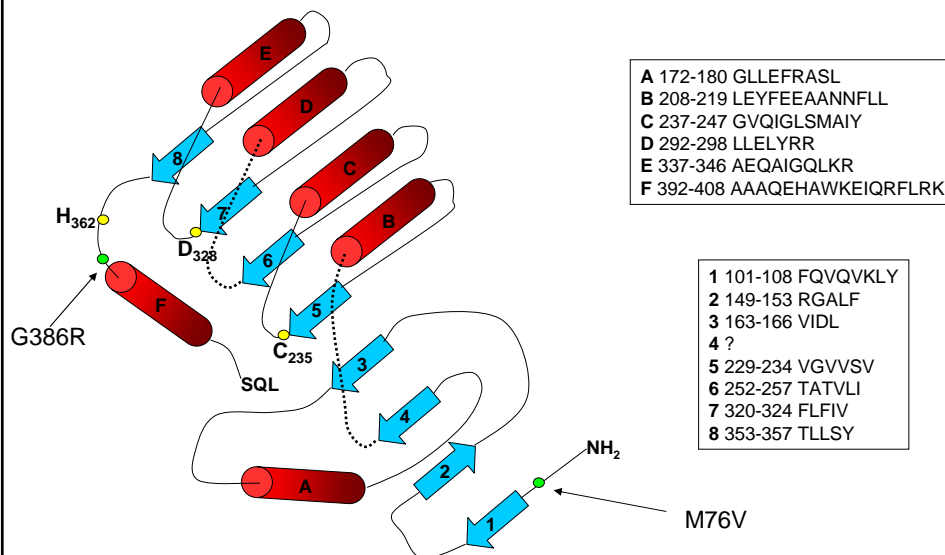 E
D
C
B
8
7
6
5
H362
D328
F
G386R
C235
SQL
3
4
2
A
1
NH2
M76V
A 172-180 GLLEFRASL
B 208-219 LEYFEEAANNFLL
C 237-247 GVQIGLSMAIY
D 292-298 LLELYRR
E 337-346 AEQAIGQLKR
F 392-408 AAAQEHAWKEIQRFLRK
1 101-108 FQVQVKLY
2 149-153 RGALF
3 163-166 VIDL
4 ?
5 229-234 VGVVSV
6 252-257 TATVLI
7 320-324 FLFIV
8 353-357 TLLSY